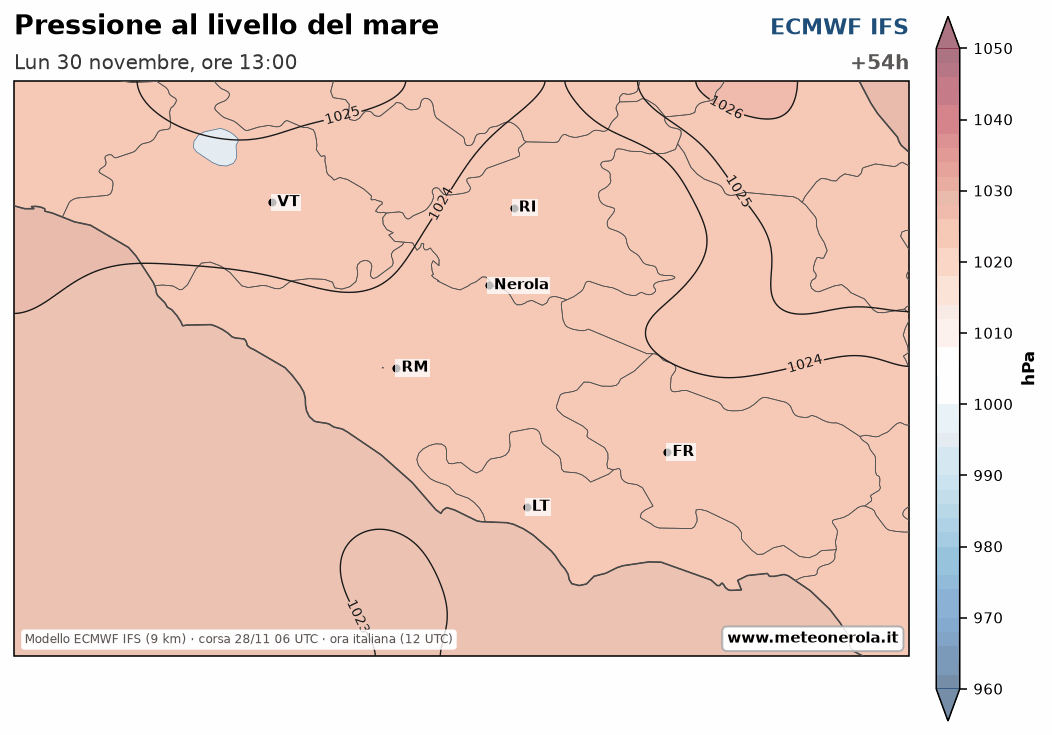 Pressione al livello del mare
ECMWF IFS
Lun 30 novembre, ore 13:00
+54h
1025
1026
1024
1025
VT
RI
Nerola
RM
1024
FR
LT
1023
Modello ECMWF IFS (9 km) · corsa 28/11 06 UTC · ora italiana (12 UTC)
www.meteonerola.it
1050
1040
1030
1020
1010
1000
990
980
970
960
hPa